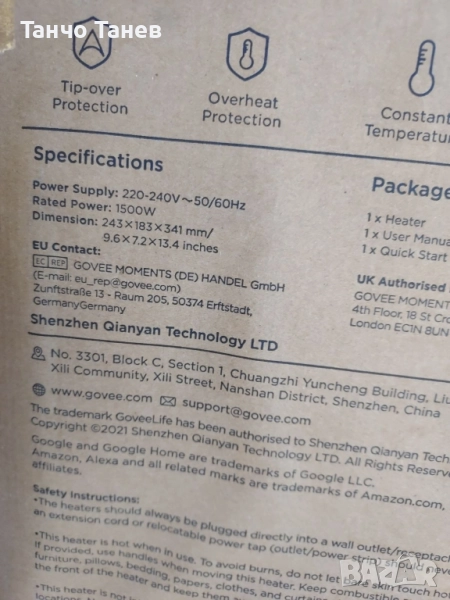 Танчо Танев
Tip-over
Protection
Overheat
Protection
Constant
Temperatur
Specifications
Power Supply: 220-240V～50/60Hz
Rated Power: 1500W
Dimension: 243×183×341 mm/
9.6×7.2×13.4 inches
EU Contact:
EC REP GOVEE MOMENTS (DE) HANDEL GmbH
(E-mail: eu_rep@govee.com)
Zunftstraße 13 - Raum 205, 50374 Erftstadt,
GermanyGermany
Package
1 x Heater
1 x User Manua
1 x Quick Start
UK Authorised
GOVEE MOMENT
4th Floor, 18 St Cr
London EC1N 8UN
Shenzhen Qianyan Technology LTD
No. 3301, Block C, Section 1, Chuangzhi Yuncheng Building, Liu
Xili Community, Xili Street, Nanshan District, Shenzhen, China
www.govee.com support@govee.com
The trademark GoveeLife has been authorised to Shenzhen Qianyan Tech
Copyright ©2021 Shenzhen Qianyan Technology LTD. All Rights Reserve
Google and Google Home are trademarks of Google LLC.
Amazon, Alexa and all related marks are trademarks of Amazon.com,
affiliates.
Safety Instructions:
•The heaters should always be plugged directly into a wall outlet/receptac
an extension cord or relocatable power tap (outlet/power strip) should never
•This heater is hot when in use. To avoid burns, do not let bare skin touch ho
If provided, use handles when moving this heater. Keep combustible
furniture, pillows, bedding, papers, clothes, and curtains
the front of the heater and keep them
•This heater is not
locations. N
bazar